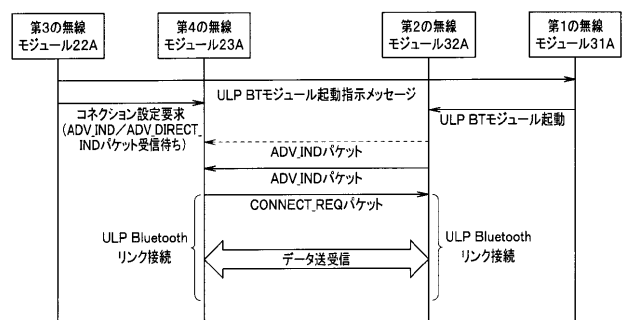 第3の無線
モジュール22A
第4の無線
モジュール23A
第2の無線
モジュール32A
第1の無線
モジュール31A
ULP BTモジュール起動指示メッセージ
コネクション設定要求
(ADV_IND/ADV_DIRECT_
INDパケット受信待ち)
ULP BTモジュール起動
ADV_INDパケット
ADV_INDパケット
CONNECT_REQパケット
ULP Bluetooth
リンク接続
データ送受信
ULP Bluetooth
リンク接続